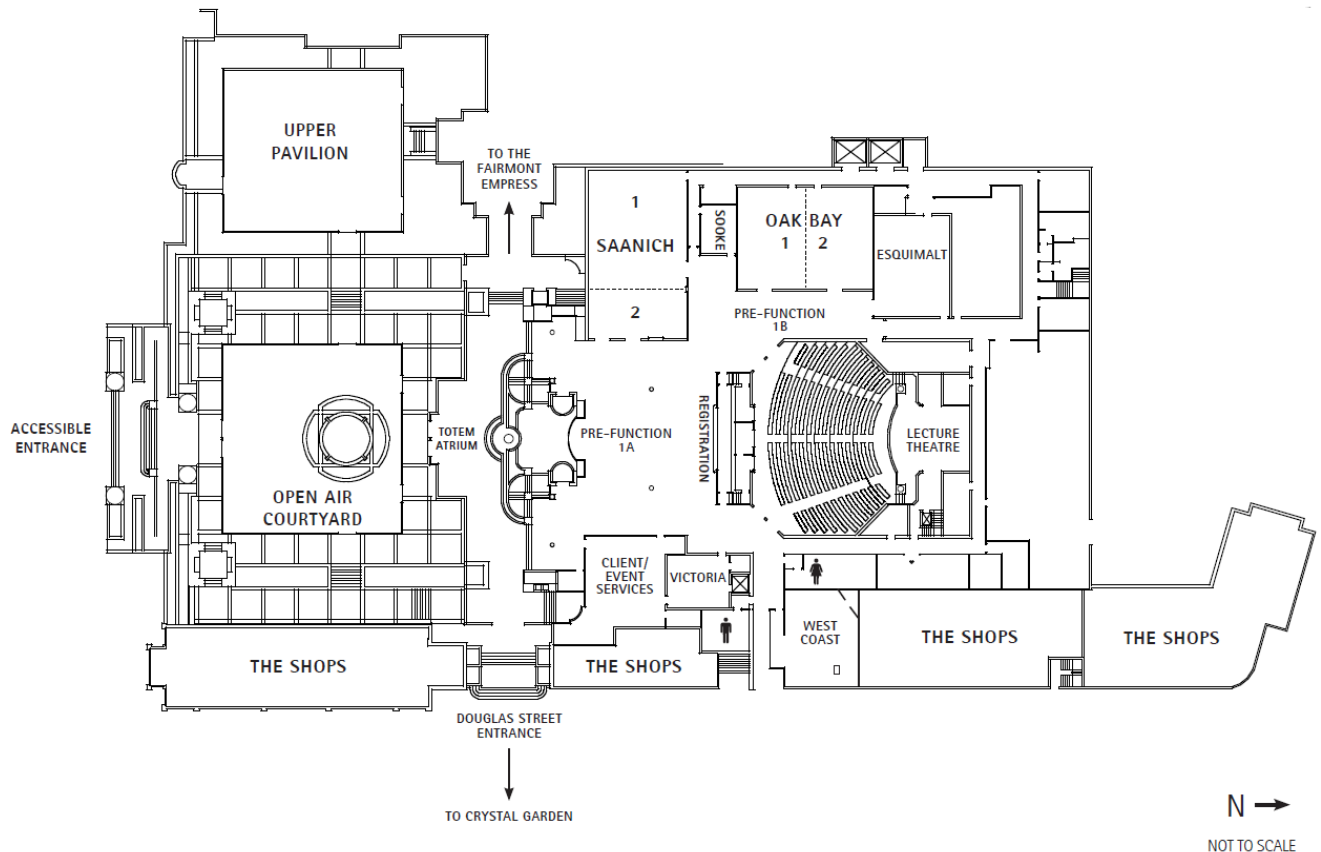 UPPER
PAVILION
TO THE
FAIRMONT
EMPRESS
1
SAANICH
2
SOOKE
OAK BAY
1 2
ESQUIMALT
PRE-FUNCTION
1B
ACCESSIBLE
ENTRANCE
TOTEM
ATRIUM
PRE-FUNCTION
1A
REGISTRATION
LECTURE
THEATRE
OPEN AIR
COURTYARD
CLIENT/
EVENT
SERVICES
VICTORIA
WEST
COAST
THE SHOPS
THE SHOPS
THE SHOPS
THE SHOPS
DOUGLAS STREET
ENTRANCE
TO CRYSTAL GARDEN
N
NOT TO SCALE